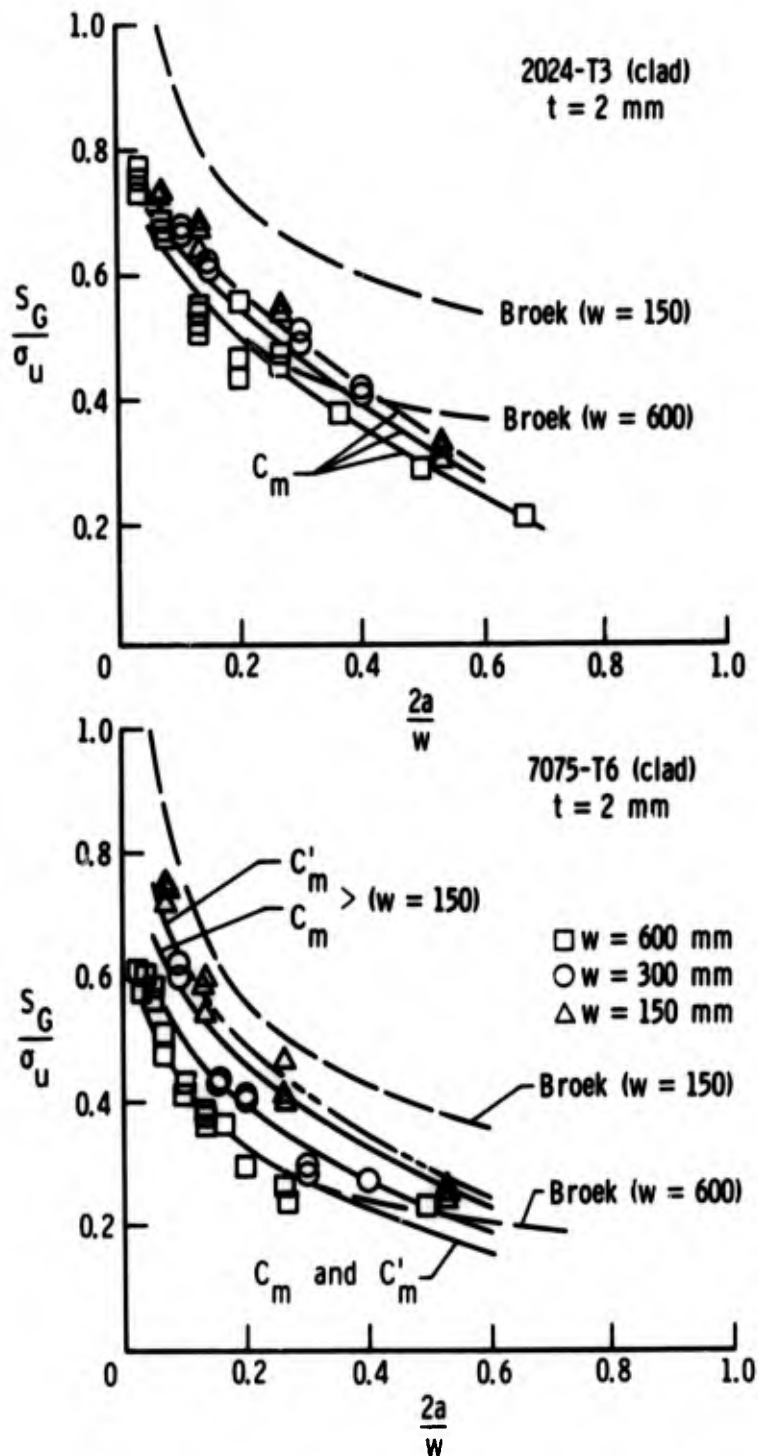 1.0
2024-T3 (clad)
t = 2 mm
0.8
0.6
S_G
σ_u
Broek (w = 150)
0.4
Broek (w = 600)
C_m
0.2
0 0.2 0.4 0.6 0.8 1.0
2a
w
1.0
7075-T6 (clad)
t = 2 mm
0.8
C'_m
C_m > (w = 150)
□ w = 600 mm
○ w = 300 mm
△ w = 150 mm
0.6
S_G
σ_u
0.4
Broek (w = 150)
Broek (w = 600)
0.2
C_m and C'_m
0 0.2 0.4 0.6 0.8 1.0
2a
w